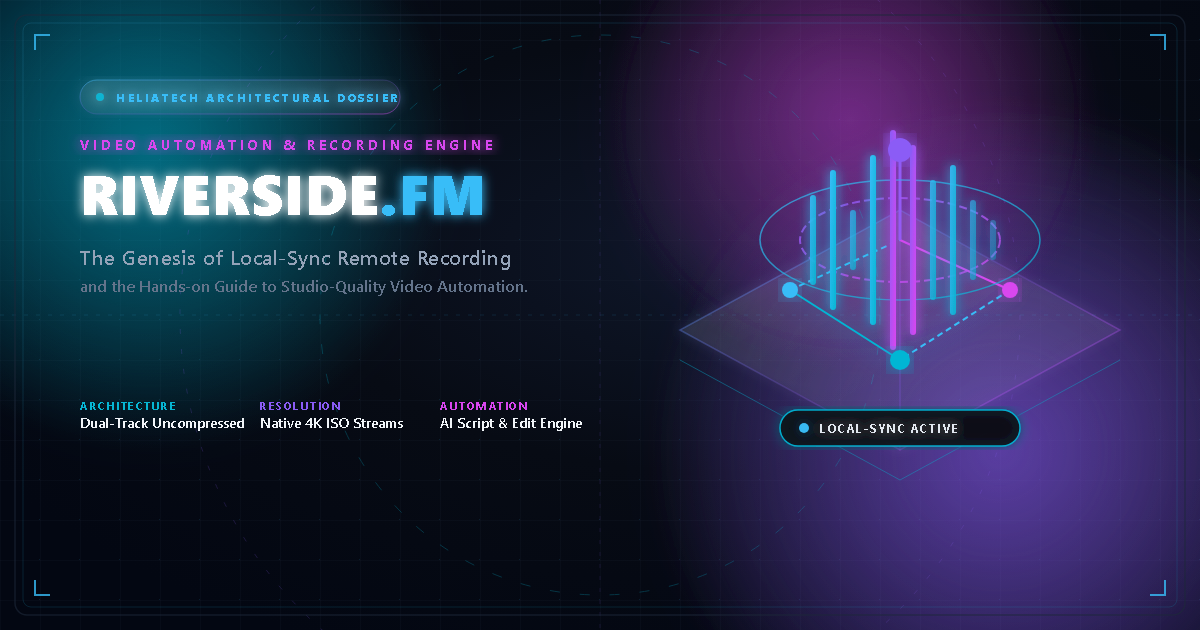 HELIATECH ARCHITECTURAL DOSSIER
VIDEO AUTOMATION & RECORDING ENGINE
RIVERSIDE.FM
The Genesis of Local-Sync Remote Recording
and the Hands-on Guide to Studio-Quality Video Automation.
ARCHITECTURE
Dual-Track Uncompressed
RESOLUTION
Native 4K ISO Streams
AUTOMATION
AI Script & Edit Engine
LOCAL-SYNC ACTIVE